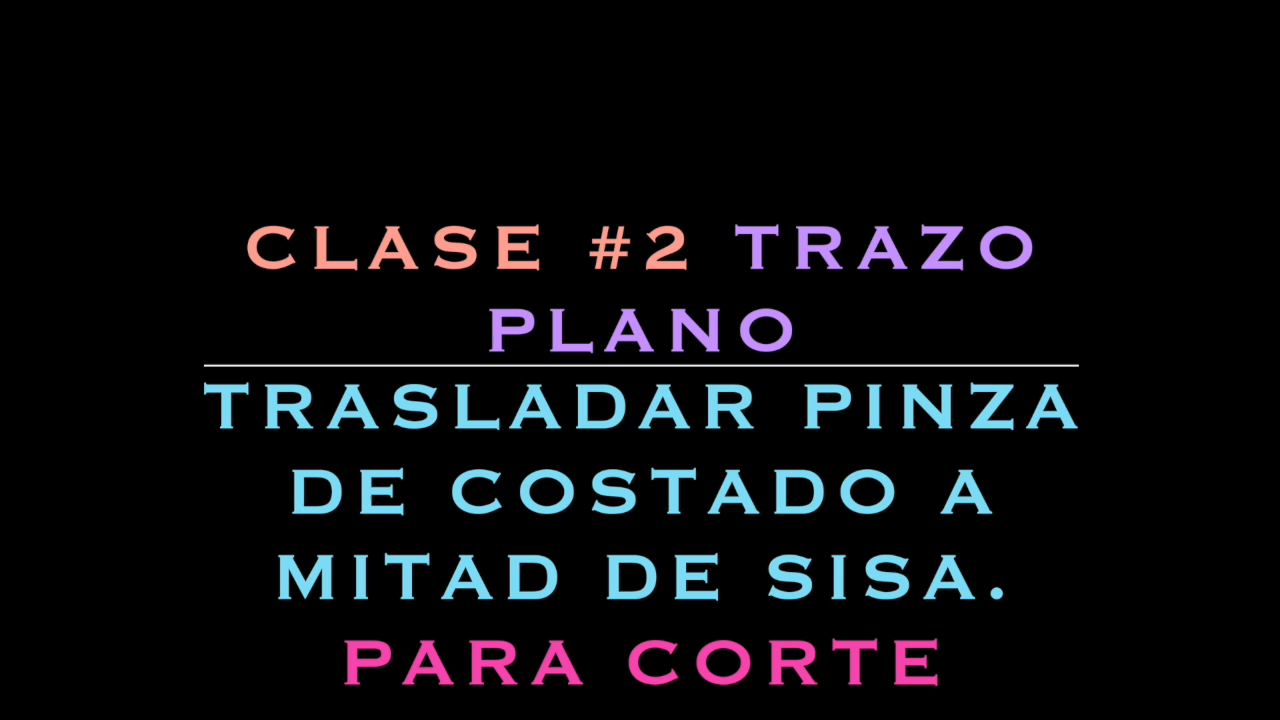 CLASE #2 TRAZO
PLANO
TRASLADAR PINZA
DE COSTADO A
MITAD DE SISA.
PARA CORTE